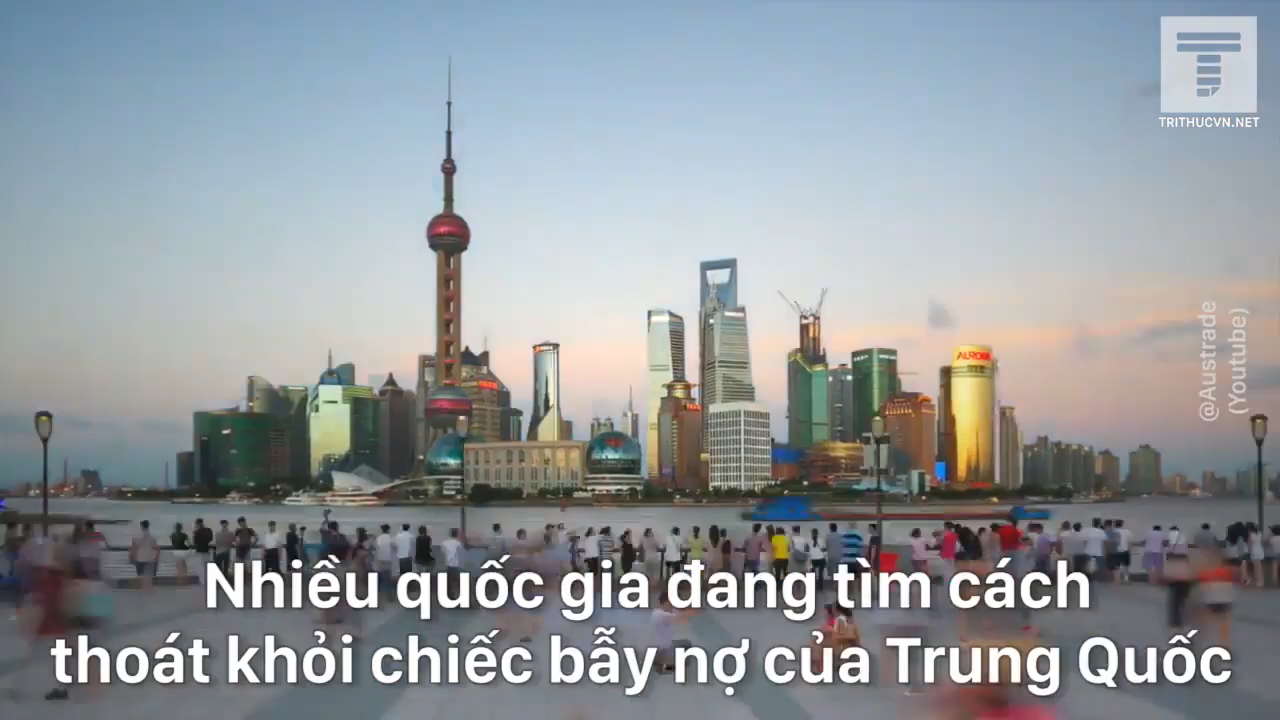 TRITHUCVN.NET
@Austrade
(Youtube)
AURORA
Nhiều quốc gia đang tìm cách
thoát khỏi chiếc bẫy nợ của Trung Quốc